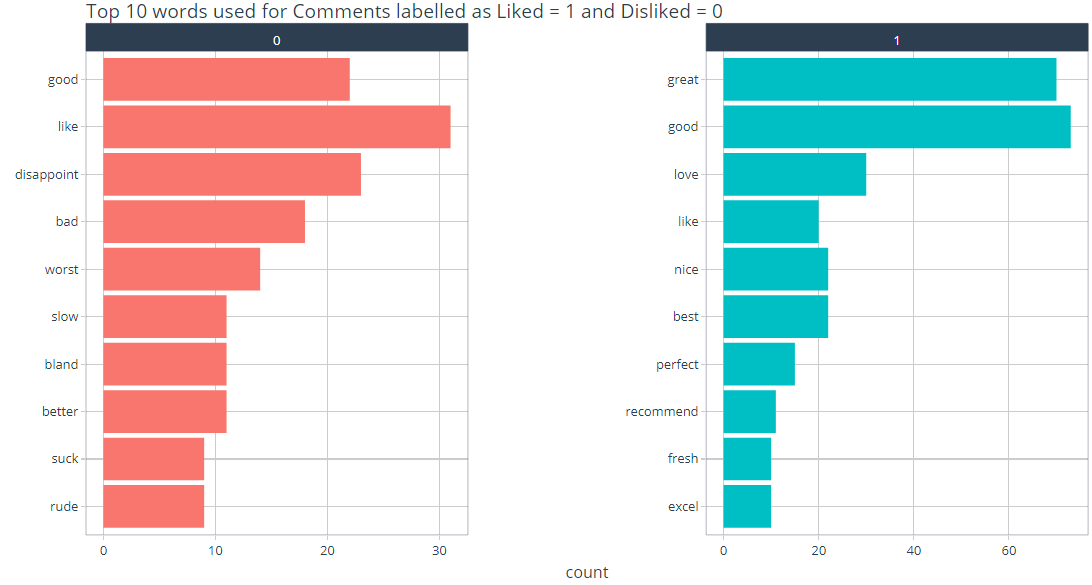 Top 10 words used for Comments labelled as Liked = 1 and Disliked = 0
0
good
like
disappoint
bad
worst
slow
bland
better
suck
rude
0 10 20 30
1
great
good
love
like
nice
best
perfect
recommend
fresh
excel
0 20 40 60
count